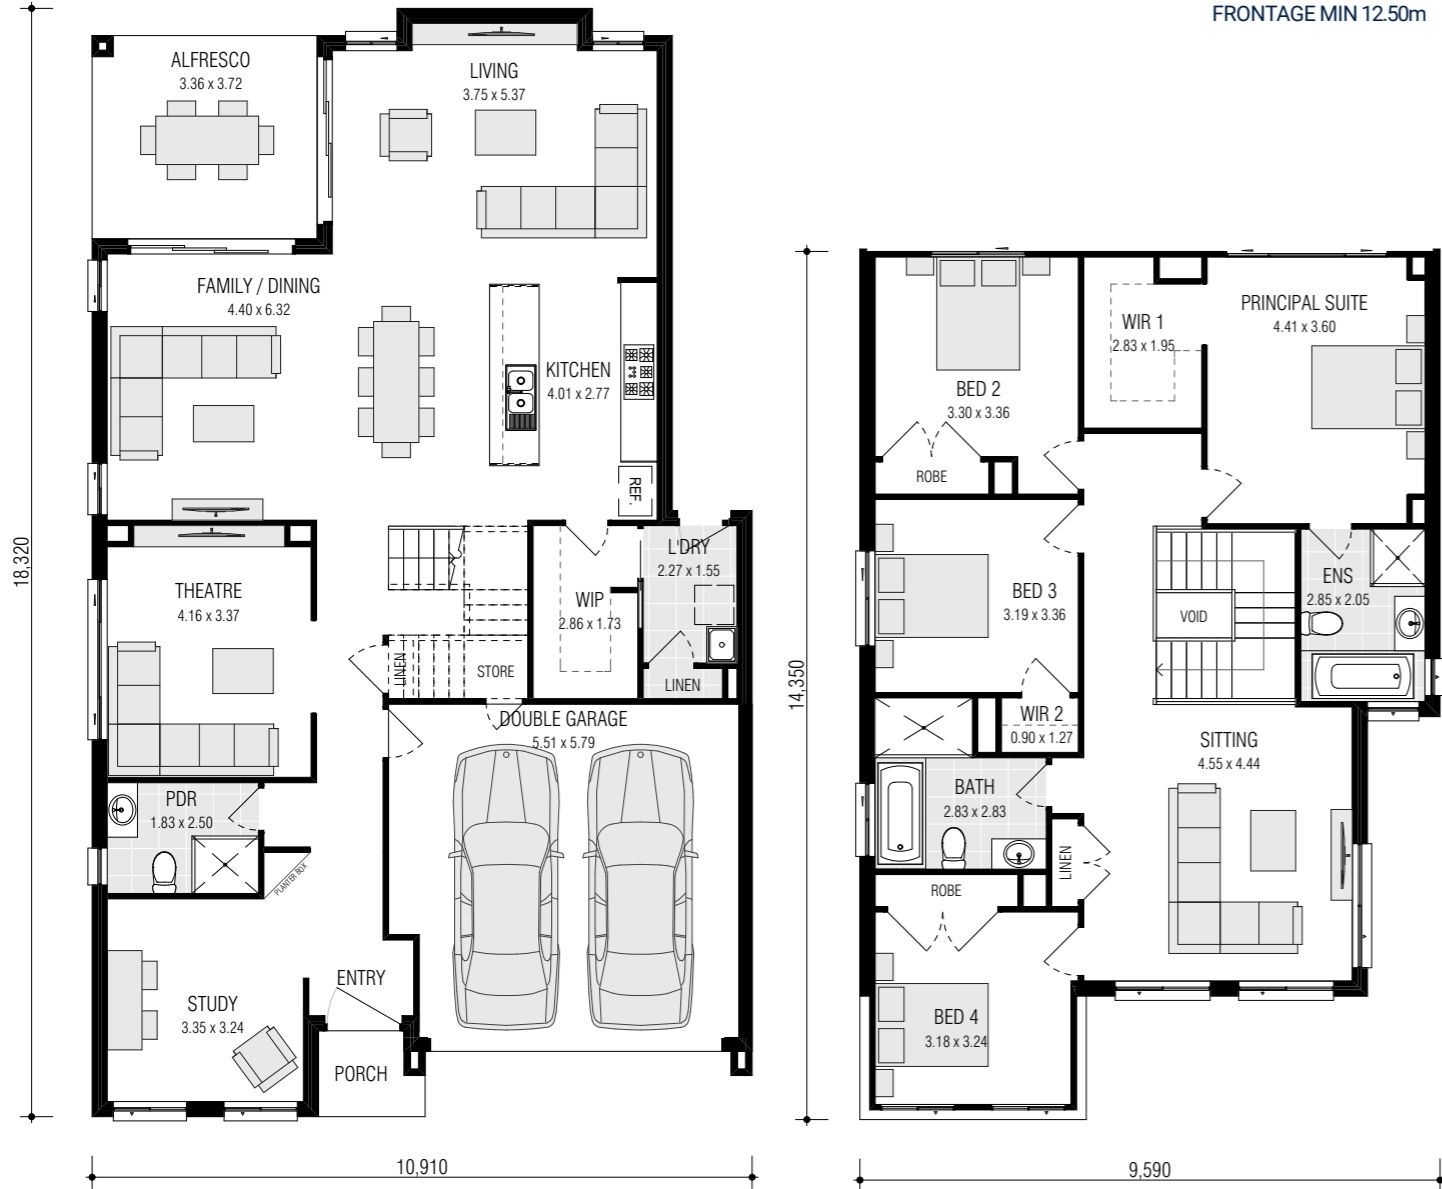 FRONTAGE MIN 12.50m
ALFRESCO
3.36 x 3.72
LIVING
3.75 x 5.37
FAMILY / DINING
4.40 x 6.32
KITCHEN
4.01 x 2.77
REF.
18,320
THEATRE
4.16 x 3.37
L'DRY
2.27 x 1.55
WIP
2.86 x 1.73
LINEN
STORE
LINEN
DOUBLE GARAGE
5.51 x 5.79
PDR
1.83 x 2.50
PLANTER BOX
ENTRY
STUDY
3.35 x 3.24
PORCH
10,910
PRINCIPAL SUITE
4.41 x 3.60
WIR 1
2.83 x 1.95
BED 2
3.30 x 3.36
ROBE
ENS
2.85 x 2.05
BED 3
3.19 x 3.36
VOID
14,350
WIR 2
0.90 x 1.27
SITTING
4.55 x 4.44
BATH
2.83 x 2.83
LINEN
ROBE
BED 4
3.18 x 3.24
9,590